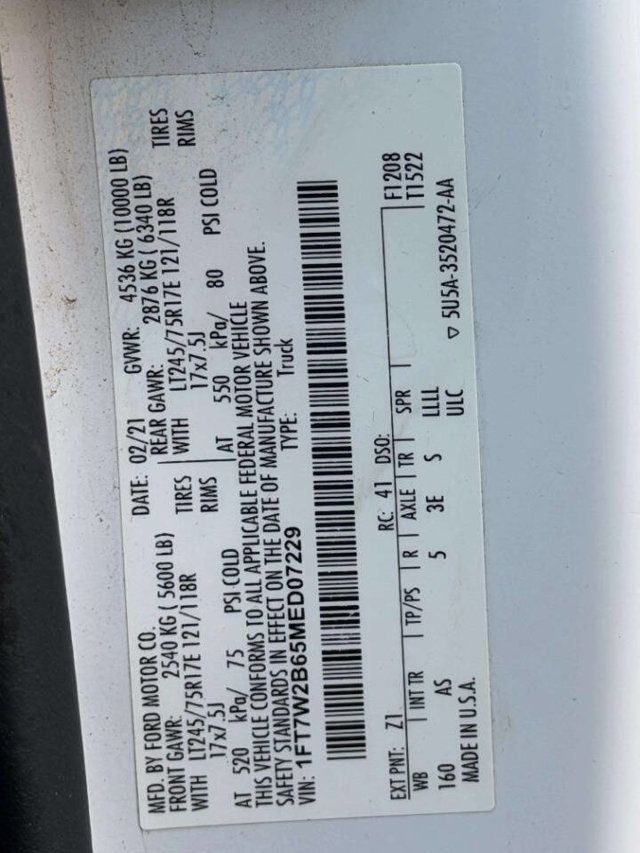 MFD. BY FORD MOTOR CO.
DATE: 02/21 GVWR: 4536 KG (10000 LB)
FRONT GAWR: 2540 KG ( 5600 LB) REAR GAWR: 2876 KG ( 6340 LB)
WITH LT245/75R17E 121/118R TIRES WITH LT245/75R17E 121/118R TIRES
17x7.5J RIMS 17x7.5J RIMS
AT 520 kPa/ 75 PSI COLD AT 550 kPa/ 80 PSI COLD
THIS VEHICLE CONFORMS TO ALL APPLICABLE FEDERAL MOTOR VEHICLE
SAFETY STANDARDS IN EFFECT ON THE DATE OF MANUFACTURE SHOWN ABOVE.
VIN: 1FT7W2B65MED07229 TYPE: Truck
EXT PNT: Z1 RC: 41 DSO: F1208
WB INT TR TP/PS R AXLE TR SPR T1522
160 AS 5 3E S LLLL
MADE IN U.S.A. ULC ▽ 5U5A-3520472-AA